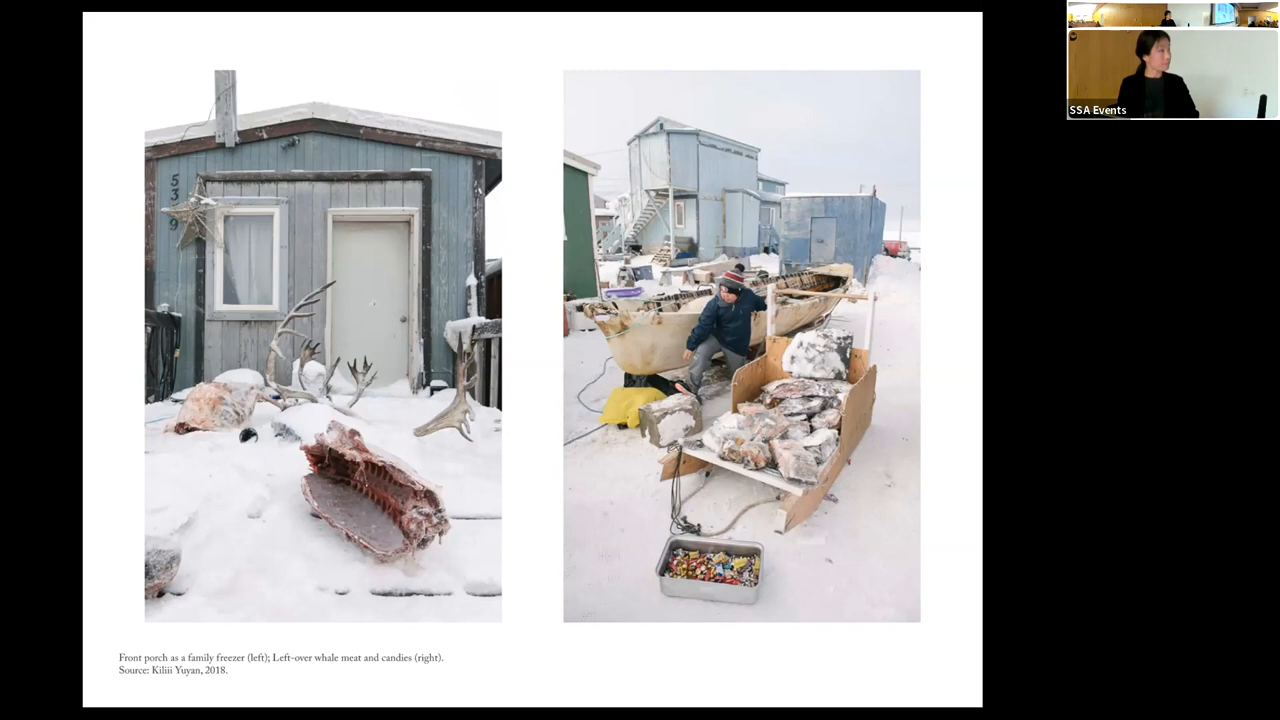 Front porch as a family freezer (left); Left-over whale meat and candies (right).
Source: Kiliii Yuyan, 2018.
SSA Events